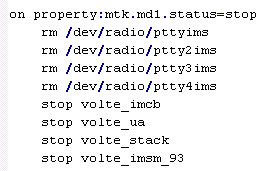 on property:mtk.md1.status=stop
    rm /dev/radio/pttyims
    rm /dev/radio/ptty2ims
    rm /dev/radio/ptty3ims
    rm /dev/radio/ptty4ims
    stop volte_imcb
    stop volte_ua
    stop volte_stack
    stop volte_imsm_93